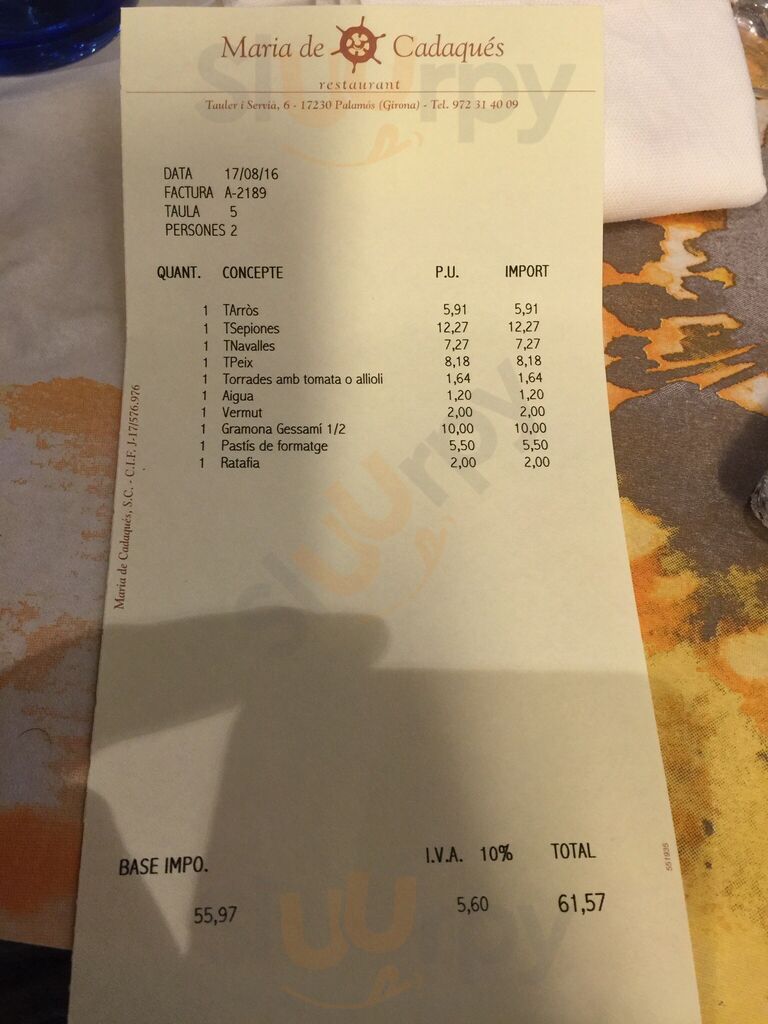 Maria de Cadaqués
restaurant
Tauler i Servià, 6 - 17230 Palamós (Girona) - Tel. 972 31 40 09
DATA 17/08/16
FACTURA A-2189
TAULA 5
PERSONES 2
QUANT. CONCEPTE P.U. IMPORT
1 TArròs 5,91 5,91
1 TSepiones 12,27 12,27
1 TNavalles 7,27 7,27
1 TPeix 8,18 8,18
1 Torrades amb tomata o allioli 1,64 1,64
1 Aigua 1,20 1,20
1 Vermut 2,00 2,00
1 Gramona Gessamí 1/2 10,00 10,00
1 Pastís de formatge 5,50 5,50
1 Ratafia 2,00 2,00
Maria de Cadaqués, S.C. - C.I.F. J-17/576.976
BASE IMPO. I.V.A. 10% TOTAL
55,97 5,60 61,57
551935
sluurpy
sluurpy
sluurpy